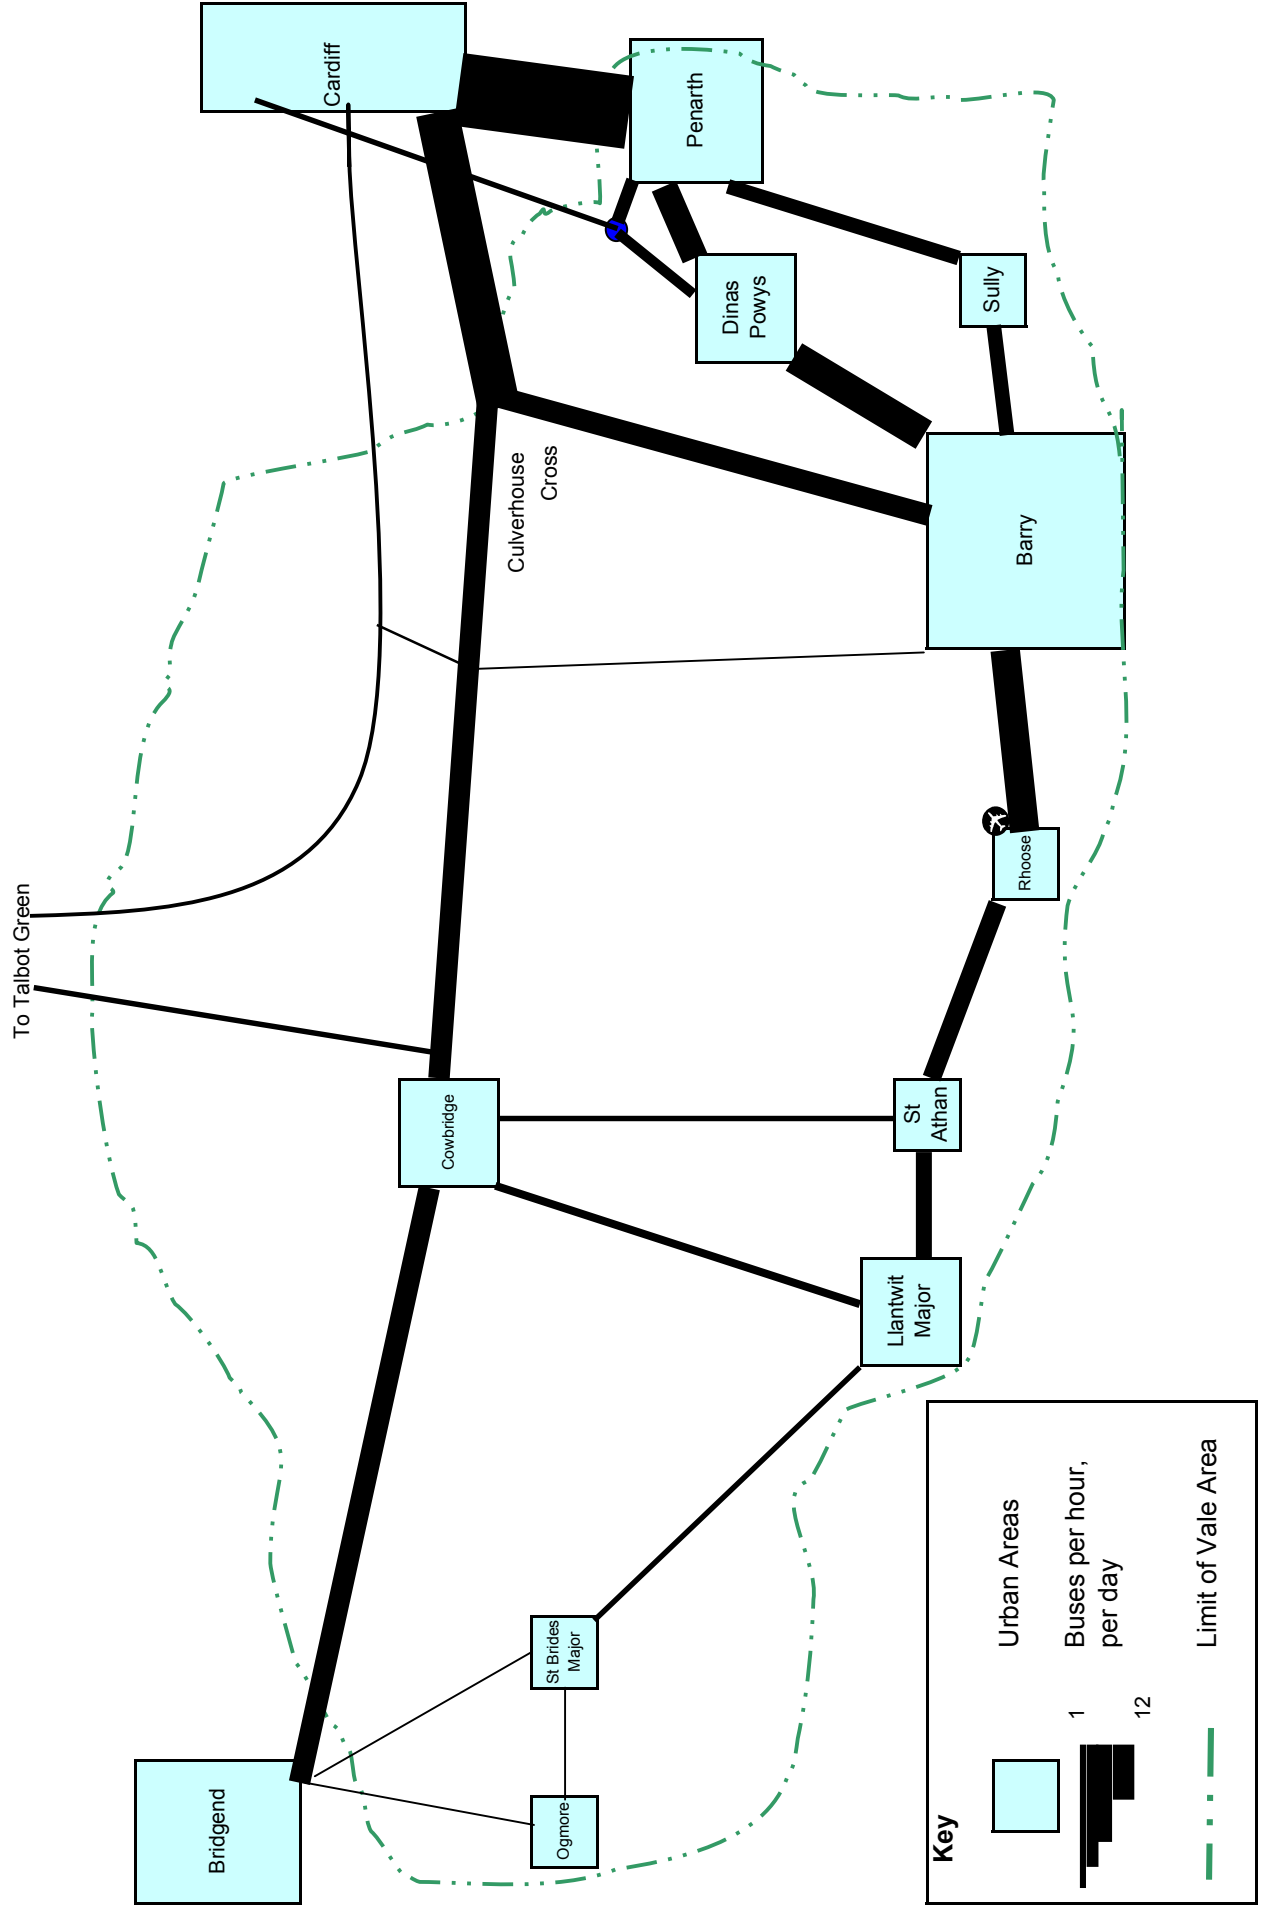 To Talbot Green
Cardiff
Penarth
Dinas
Powys
Sully
Culverhouse
Cross
Barry
Rhoose
Cowbridge
St
Athan
Llantwit
Major
St Brides
Major
Ogmore
Bridgend
Key
Urban Areas
1
12
Buses per hour,
per day
Limit of Vale Area